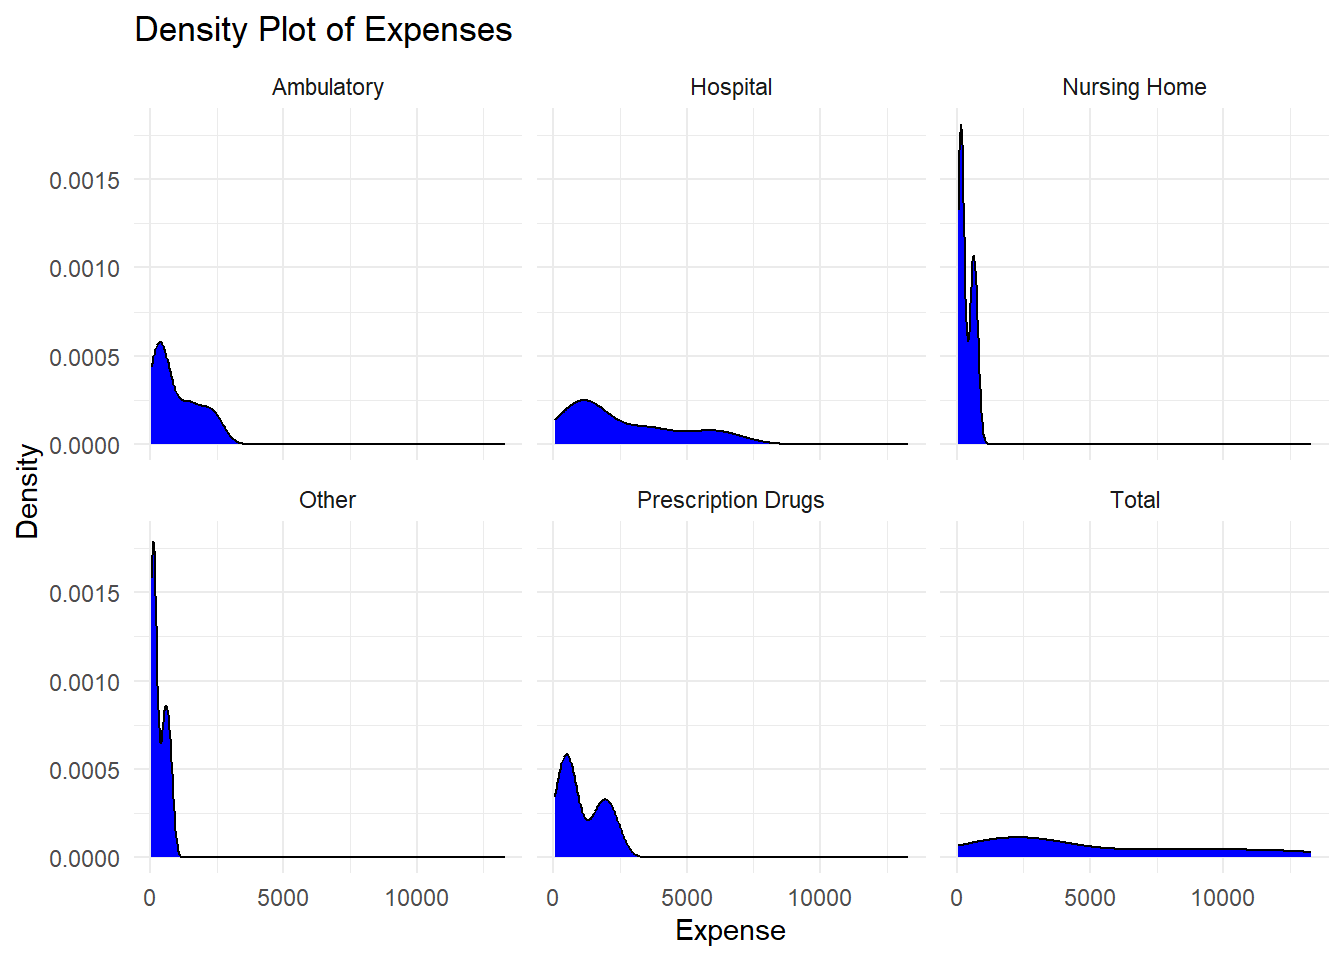 Density Plot of Expenses
Ambulatory Hospital Nursing Home
0.0015
0.0010
0.0005
0.0000
Density
Other Prescription Drugs Total
0.0015
0.0010
0.0005
0.0000
0 5000 10000 0 5000 10000 0 5000 10000
Expense